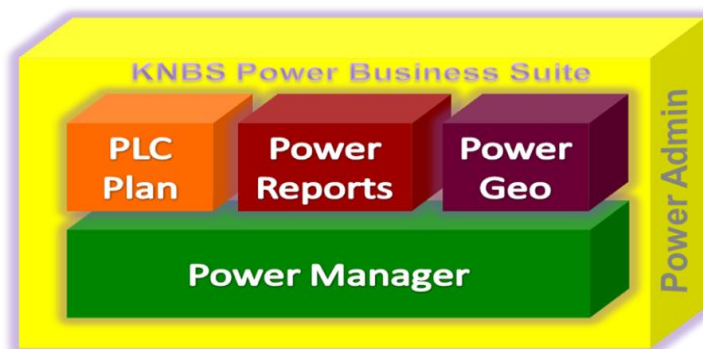 KNBS Power Business Suite
PLC
Plan
Power
Reports
Power
Geo
Power Manager
Power Admin